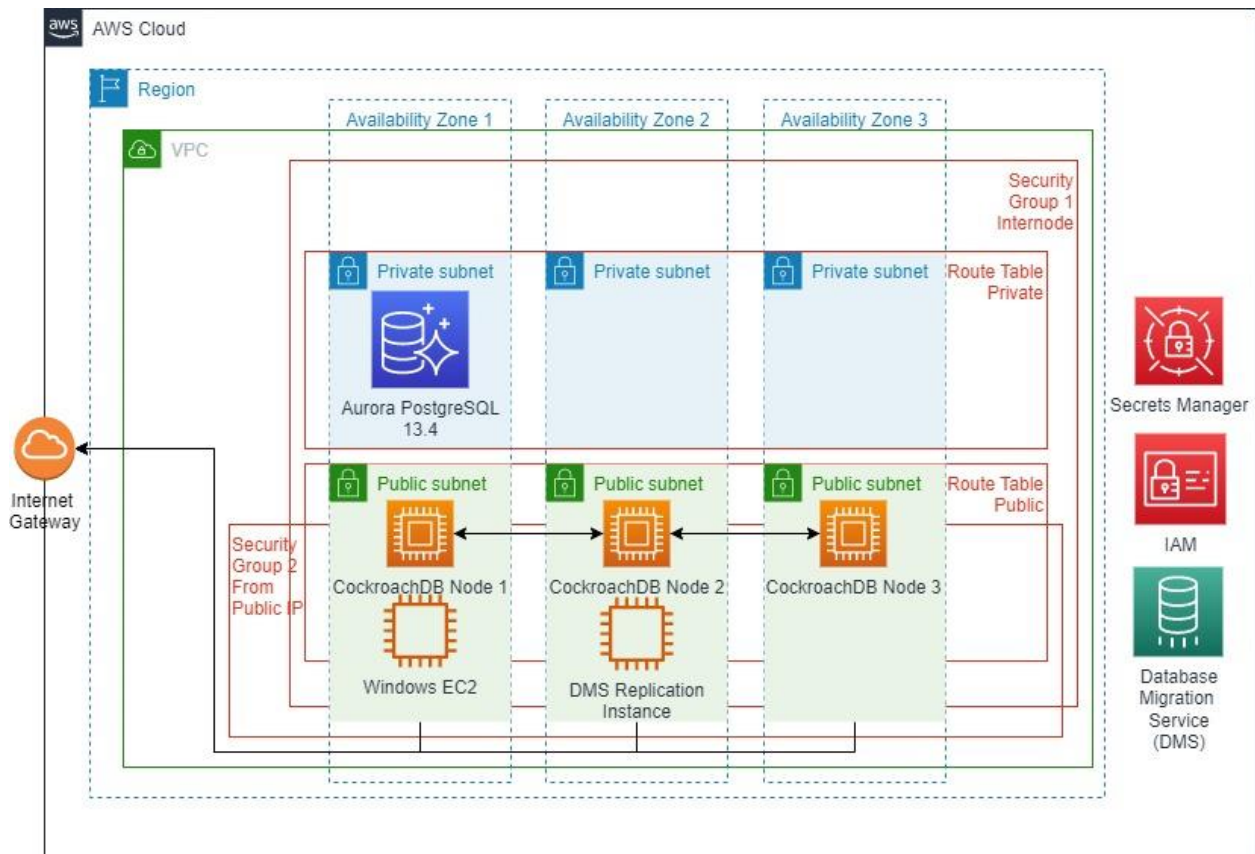 aws
AWS Cloud
Region
Availability Zone 1
Availability Zone 2
Availability Zone 3
VPC
Security
Group 1
Internode
Private subnet
Private subnet
Private subnet
Route Table
Private
Aurora PostgreSQL
13.4
Secrets Manager
Internet
Gateway
Public subnet
Public subnet
Public subnet
Route Table
Public
Security
Group 2
From
Public IP
CockroachDB Node 1
CockroachDB Node 2
CockroachDB Node 3
IAM
Windows EC2
DMS Replication
Instance
Database
Migration
Service
(DMS)